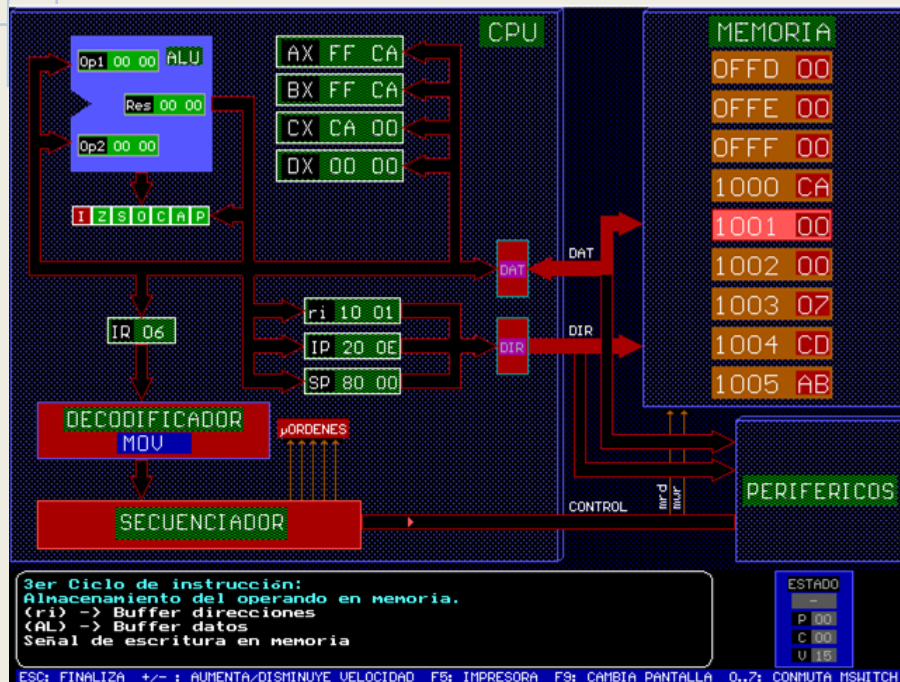 CPU
MEMORIA
Op1 00 00 ALU
Res 00 00
Op2 00 00
I Z S O C A P
AX FF CA
BX FF CA
CX CA 00
DX 00 00
0FFD 00
0FFE 00
0FFF 00
1000 CA
1001 00
1002 00
1003 07
1004 CD
1005 AB
DAT
DAT
IR 06
ri 10 01
IP 20 0E
SP 80 00
DIR
DIR
DECODIFICADOR
MOV
µORDENES
SECUENCIADOR
CONTROL
mrd
mwr
PERIFERICOS
3er Ciclo de instrucción:
Almacenamiento del operando en memoria.
(ri) -> Buffer direcciones
(AL) -> Buffer datos
Señal de escritura en memoria
ESTADO
-
P 00
C 00
V 15
ESC: FINALIZA +/- : AUMENTA/DISMINUYE VELOCIDAD F5: IMPRESORA F9: CAMBIA PANTALLA 0..7: CONMUTA MSWITCH